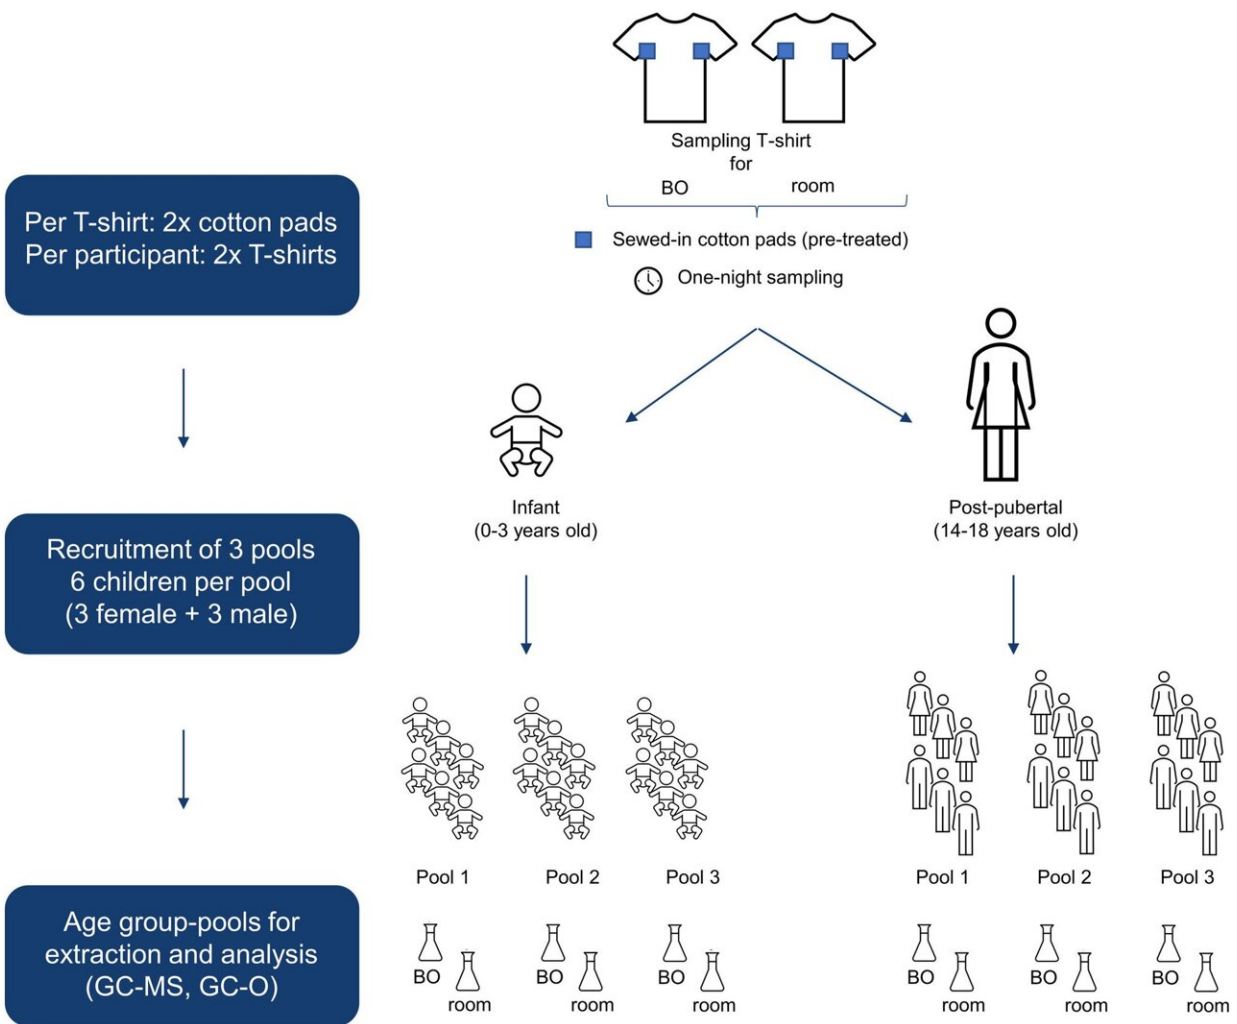 Sampling T-shirt
for
BO room
Sewed-in cotton pads (pre-treated)
One-night sampling
Per T-shirt: 2x cotton pads
Per participant: 2x T-shirts
Infant
(0-3 years old)
Post-pubertal
(14-18 years old)
Recruitment of 3 pools
6 children per pool
(3 female + 3 male)
Pool 1 Pool 2 Pool 3
Pool 1 Pool 2 Pool 3
Age group-pools for
extraction and analysis
(GC-MS, GC-O)
BO BO BO
room room room
BO BO BO
room room room